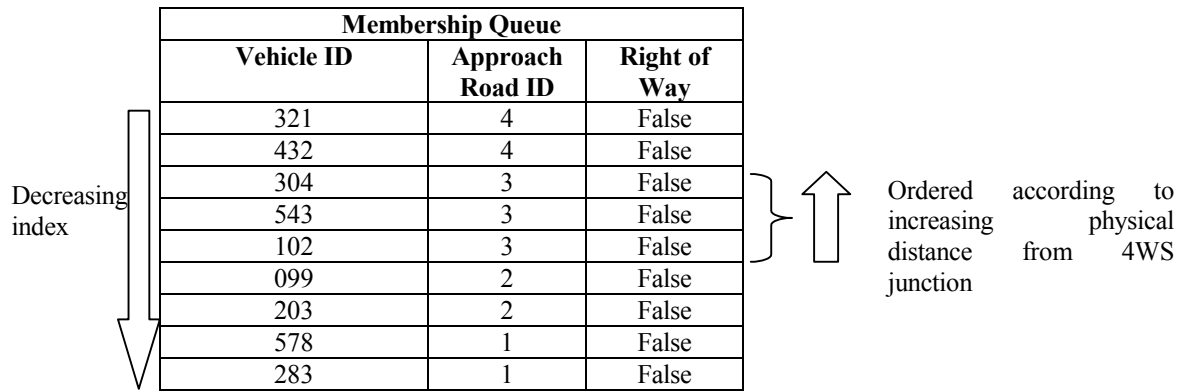 Membership Queue
Vehicle ID Approach Road ID Right of Way
321 4 False
432 4 False
304 3 False
543 3 False
102 3 False
099 2 False
203 2 False
578 1 False
283 1 False
Decreasing
index
Ordered according to
increasing physical
distance from 4WS
junction